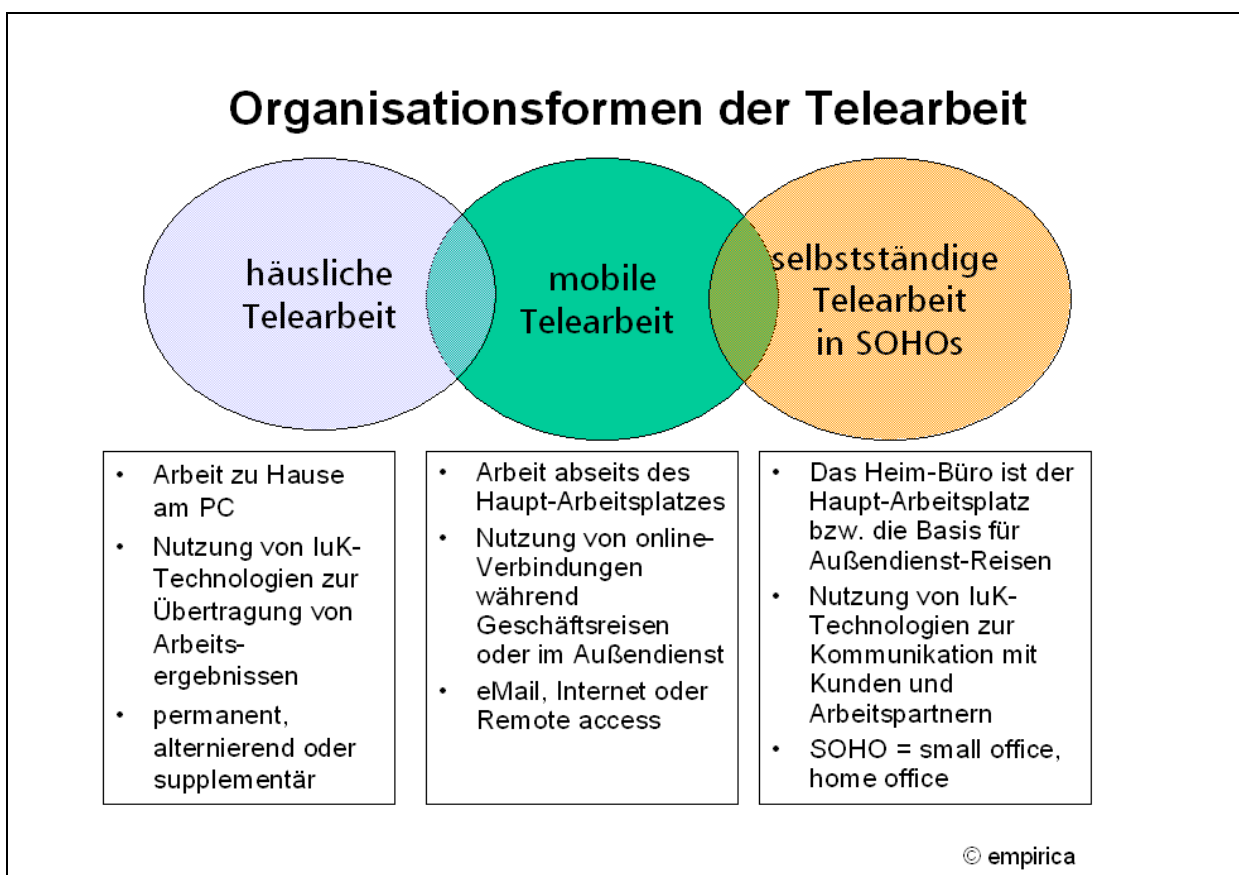 Organisationsformen der Telearbeit
häusliche
Telearbeit
mobile
Telearbeit
selbstständige
Telearbeit
in SOHOs
• Arbeit zu Hause
am PC
• Nutzung von IuK-
Technologien zur
Übertragung von
Arbeits-
ergebnissen
• permanent,
alternierend oder
supplementär
• Arbeit abseits des
Haupt-Arbeitsplatzes
• Nutzung von online-
Verbindungen
während
Geschäftsreisen
oder im Außendienst
• eMail, Internet oder
Remote access
• Das Heim-Büro ist der
Haupt-Arbeitsplatz
bzw. die Basis für
Außendienst-Reisen
• Nutzung von IuK-
Technologien zur
Kommunikation mit
Kunden und
Arbeitspartnern
• SOHO = small office,
home office
© empirica